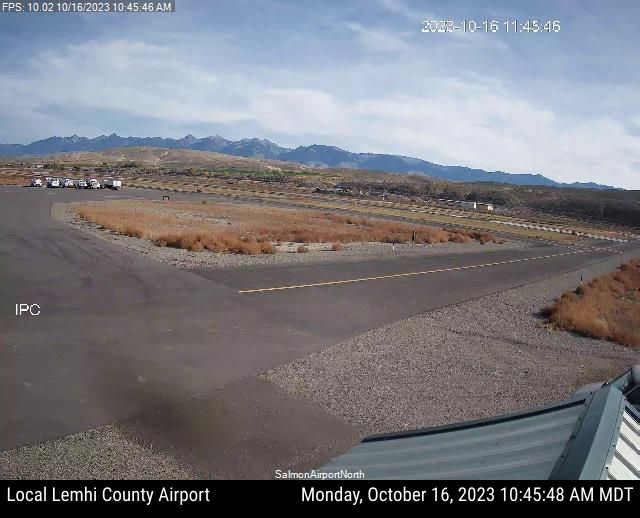 FPS: 10.02 10/16/2023 10:45:46 AM
2023-10-16 11:45:46
IPC
SalmonAirportNorth
Local Lemhi County Airport Monday, October 16, 2023 10:45:48 AM MDT